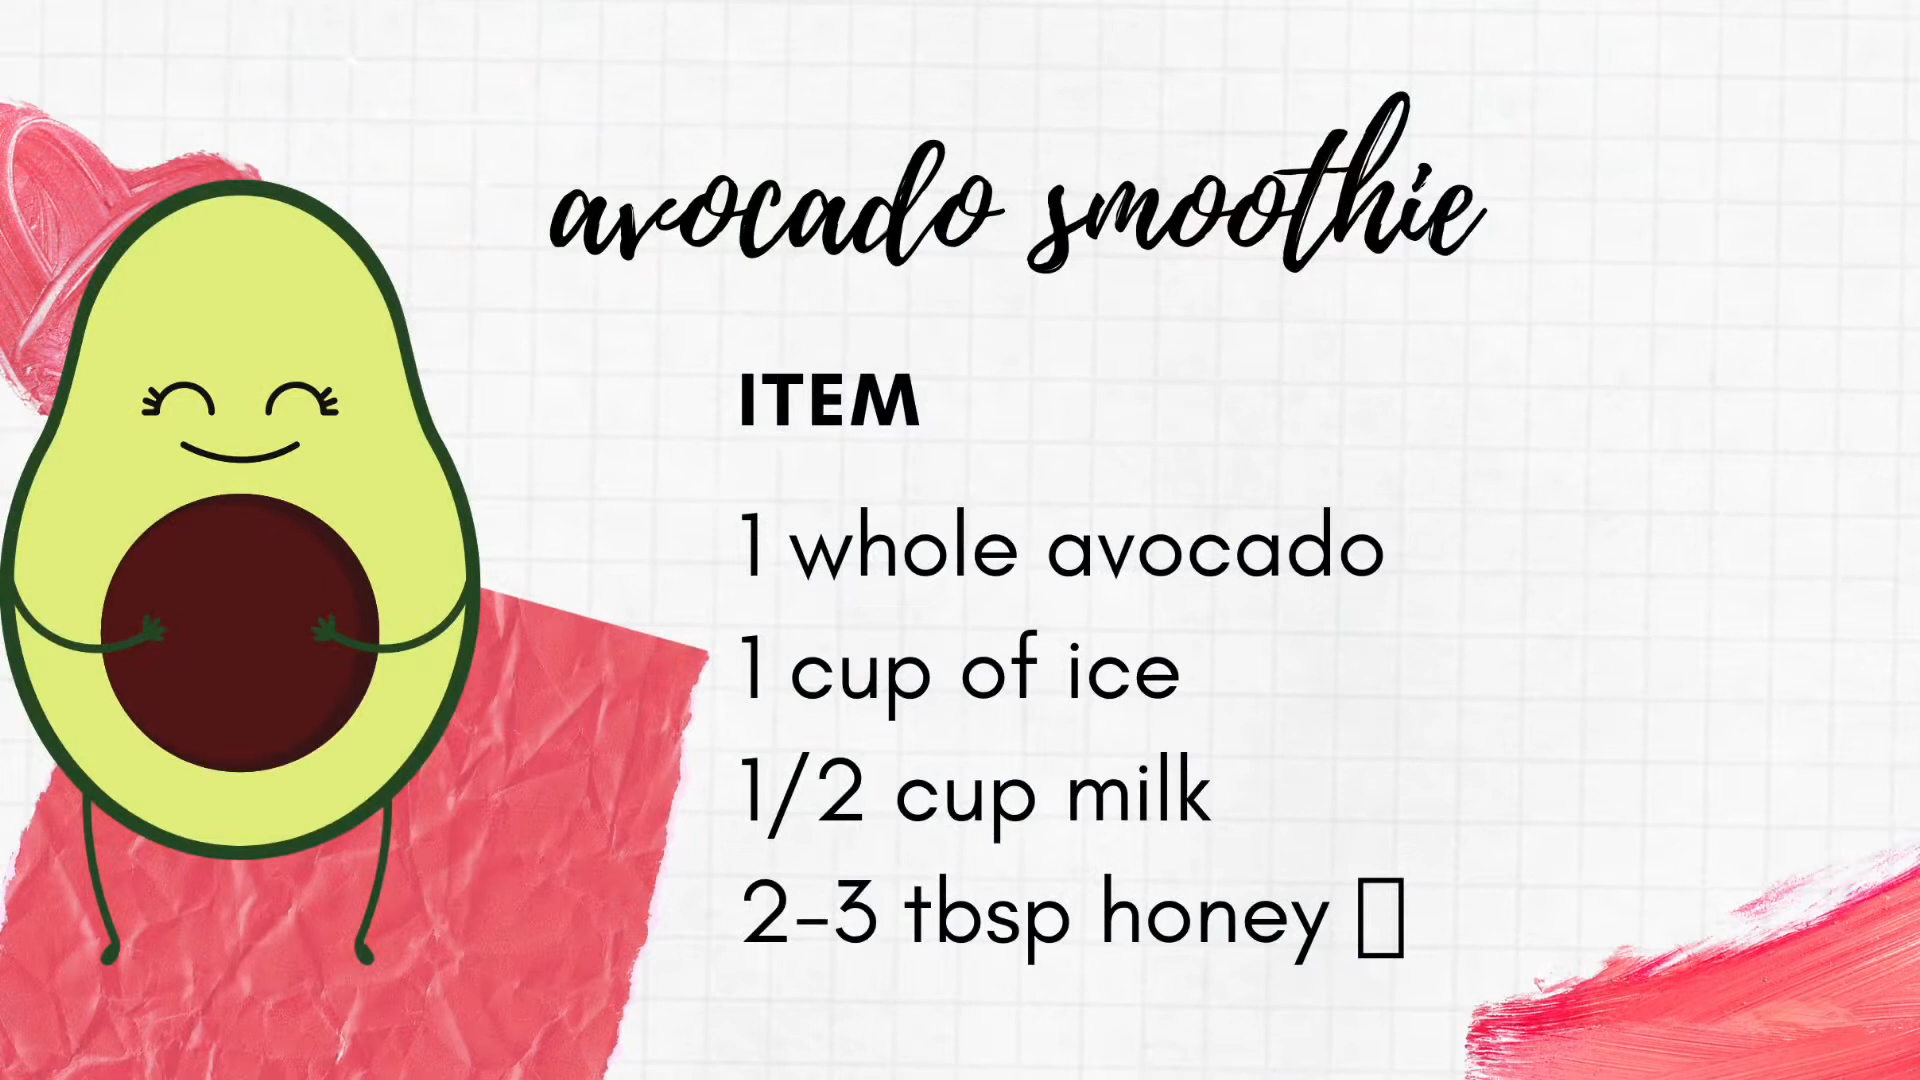 avocado smoothie
ITEM
1 whole avocado
1 cup of ice
1/2 cup milk
2-3 tbsp honey